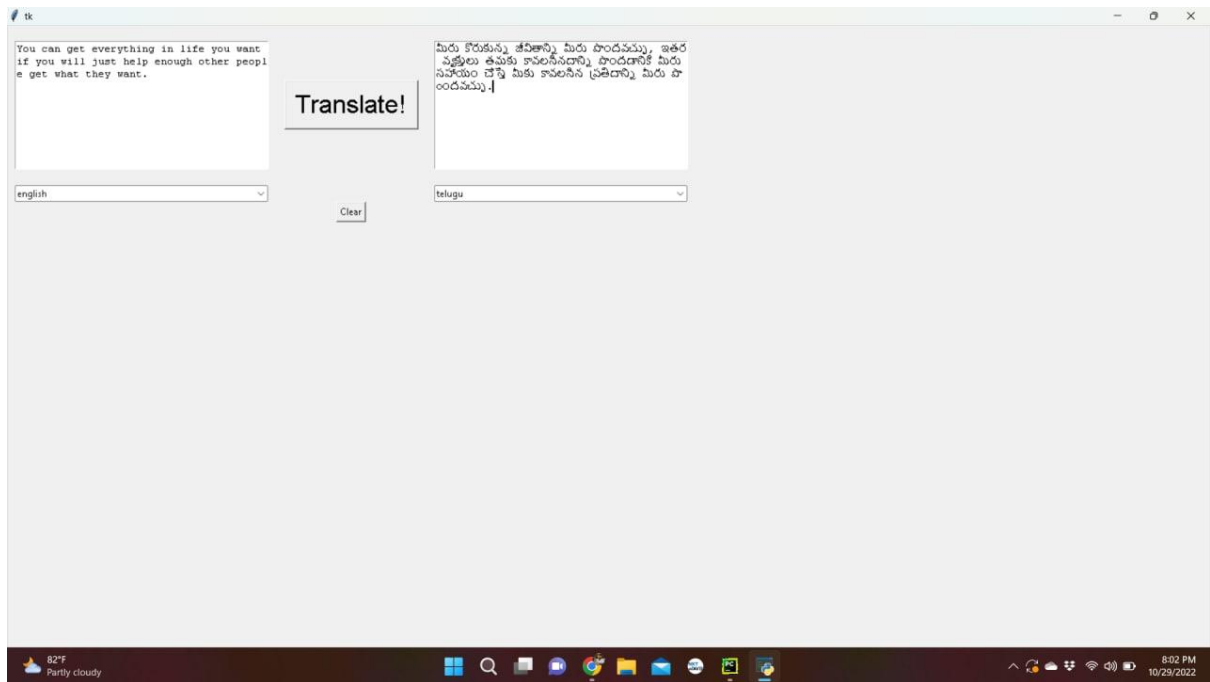 tk
You can get everything in life you want
if you will just help enough other peopl
e get what they want.
Translate!
మీరు కోరుకున్న జీవితాన్ని మీరు పొందవచ్చు, ఇతర
వ్యక్తులు తమకు కావలసినదాన్ని పొందడానికి మీరు
సహాయం చేస్తే మీకు కావలసిన ప్రతిదాన్ని మీరు పొ
ందవచ్చు.
english
telugu
Clear
82°F
Partly cloudy
PC
8:02 PM
10/29/2022